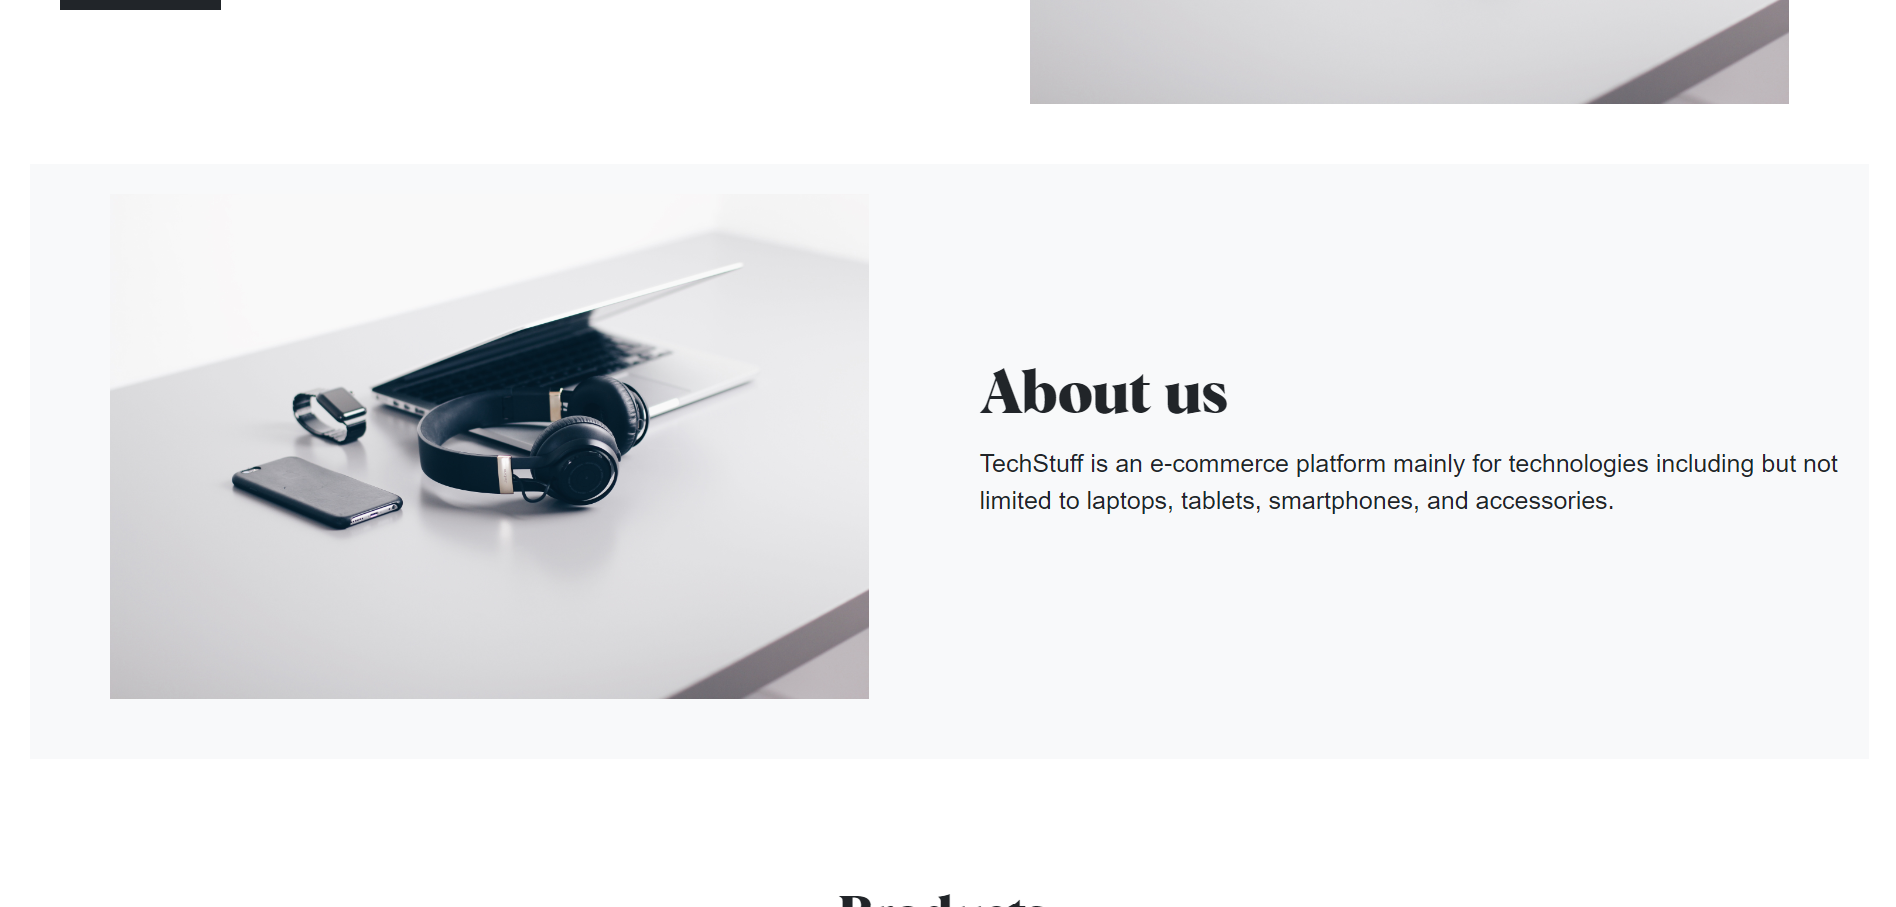 About us
TechStuff is an e-commerce platform mainly for technologies including but not
limited to laptops, tablets, smartphones, and accessories.
Products